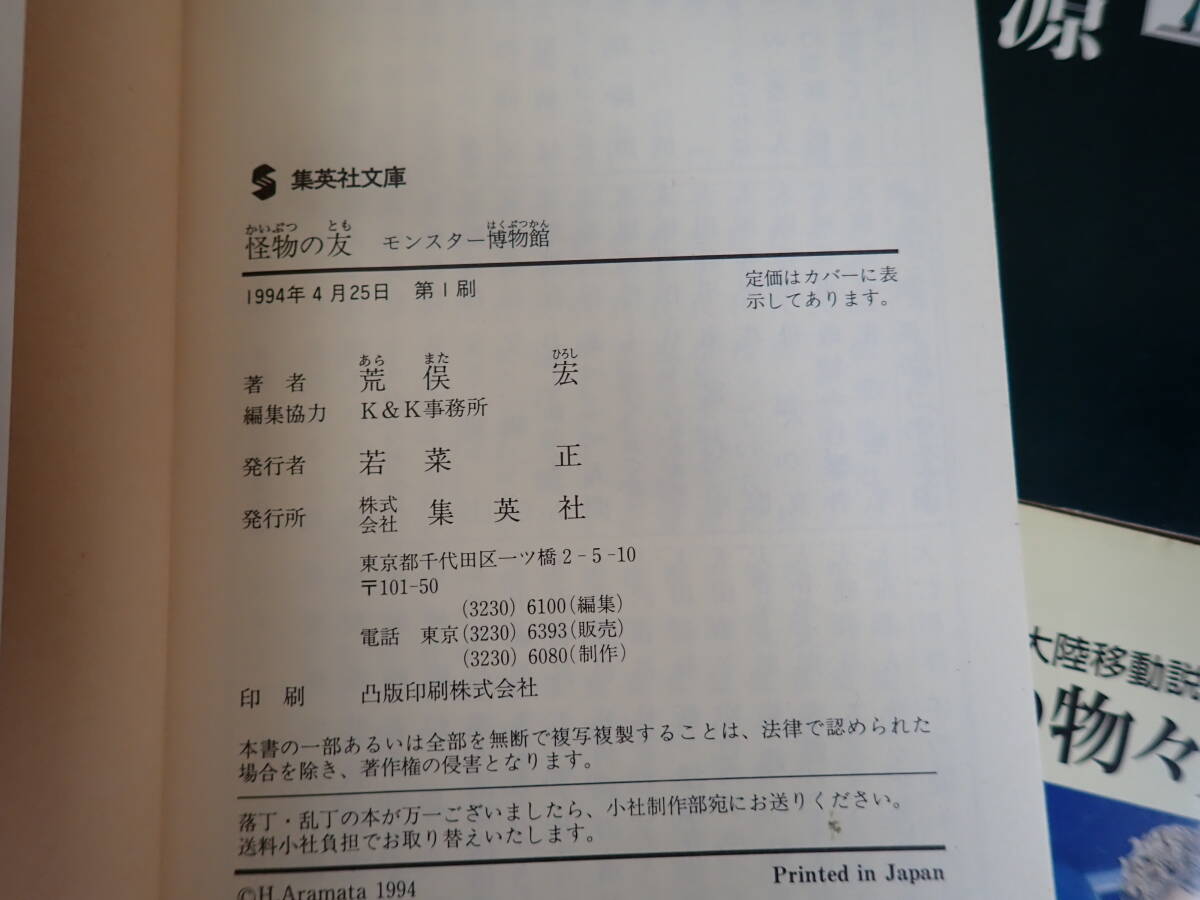 集英社文庫
かいぶつ とも はくぶつかん
怪物の友 モンスター博物館
1994年4月25日 第1刷
定価はカバーに表
示してあります。
あら また ひろし
著者 荒俣 宏
編集協力 K&K事務所
発行者 若菜 正
発行所 株式会社 集英社
東京都千代田区一ツ橋2-5-10
〒101-50
(3230) 6100(編集)
電話 東京(3230) 6393(販売)
(3230) 6080(制作)
印刷 凸版印刷株式会社
本書の一部あるいは全部を無断で複写複製することは、法律で認められた
場合を除き、著作権の侵害となります。
落丁・乱丁の本が万一ございましたら、小社制作部宛にお送りください。
送料小社負担でお取り替えいたします。
©H.Aramata 1994
Printed in Japan
源
大陸移動説
物々